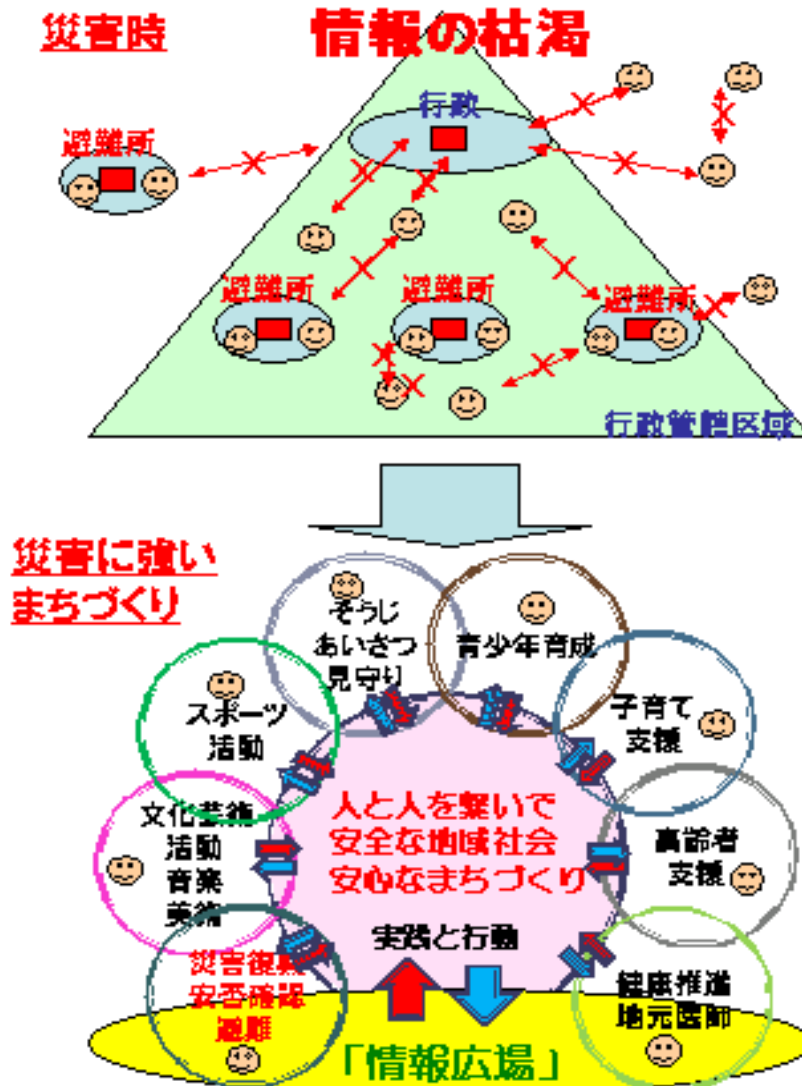 災害時
情報の枯渇
行政
避難所
避難所
避難所
避難所
行政管轄区域
災害に強い
まちづくり
そうじ
あいさつ
見守り
青少年育成
スポーツ
活動
子育て
支援
文化芸術
活動
音楽
美術
人と人を繋いで
安全な地域社会
安心なまちづくり
実践と行動
高齢者
支援
災害復興
安否確認
避難
健康推進
地元医師
「情報広場」